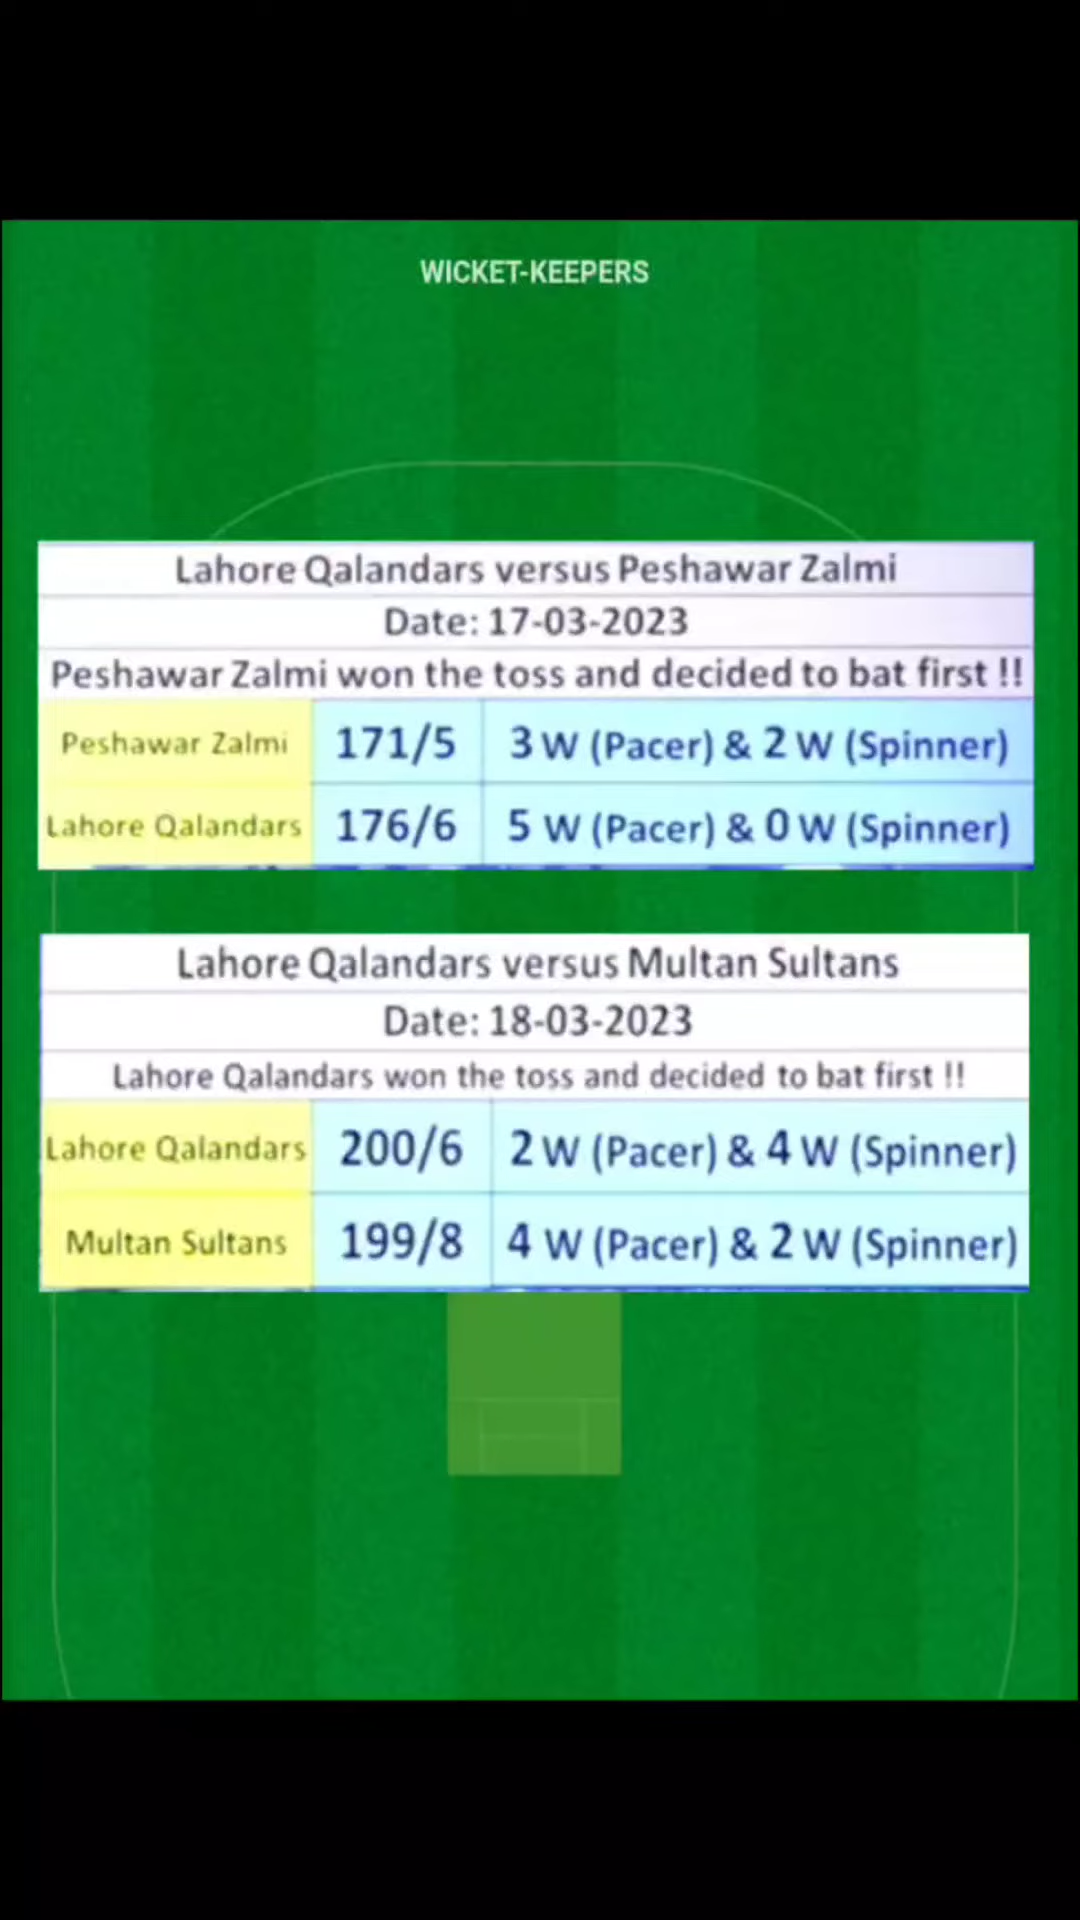 WICKET-KEEPERS
Lahore Qalandars versus Peshawar Zalmi
Date: 17-03-2023
Peshawar Zalmi won the toss and decided to bat first !!
Peshawar Zalmi 171/5 3 W (Pacer) & 2 W (Spinner)
Lahore Qalandars 176/6 5 W (Pacer) & 0 W (Spinner)
Lahore Qalandars versus Multan Sultans
Date: 18-03-2023
Lahore Qalandars won the toss and decided to bat first !!
Lahore Qalandars 200/6 2 W (Pacer) & 4 W (Spinner)
Multan Sultans 199/8 4 W (Pacer) & 2 W (Spinner)